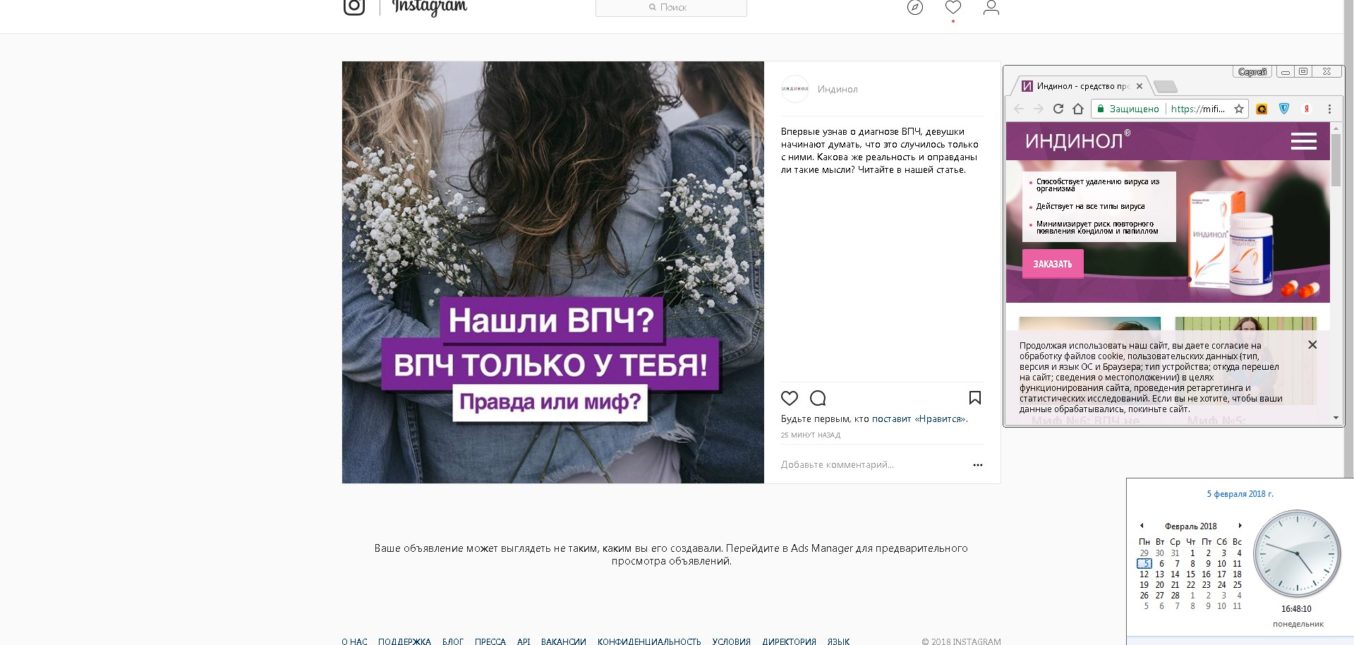 Instagram
Поиск
Нашли ВПЧ?
ВПЧ ТОЛЬКО У ТЕБЯ!
Правда или миф?
индинол
Индинол
Впервые узнав о диагнозе ВПЧ, девушки
начинают думать, что это случилось только
с ними. Какова же реальность и оправданы
ли такие мысли? Читайте в нашей статье.
Будьте первым, кто поставит «Нравится».
25 МИНУТ НАЗАД
Добавьте комментарий...
Ваше объявление может выглядеть не таким, каким вы его создавали. Перейдите в Ads Manager для предварительного
просмотра объявлений.
О НАС ПОДДЕРЖКА БЛОГ ПРЕССА API ВАКАНСИИ КОНФИДЕНЦИАЛЬНОСТЬ УСЛОВИЯ ДИРЕКТОРИЯ ЯЗЫК
© 2018 INSTAGRAM
Сергей
Индинол - средство пр
Защищено https://mifi...
ИНДИНОЛ®
Способствует удалению вируса из
организма
Действует на все типы вируса
Минимизирует риск повторного
появления кондилом и папиллом
ЗАКАЗАТЬ
ИНДИНОЛ
Продолжая использовать наш сайт, вы даете согласие на
обработку файлов cookie, пользовательских данных (тип,
версия и язык ОС и Браузера; тип устройства; откуда перешел
на сайт; сведения о местоположении) в целях
функционирования сайта, проведения ретаргетинга и
статистических исследований. Если вы не хотите, чтобы ваши
данные обрабатывались, покиньте сайт.
Миф №6: ВПЧ не
Миф №5:
5 февраля 2018 г.
Февраль 2018
Пн Вт Ср Чт Пт Сб Вс
29 30 31 1 2 3 4
5 6 7 8 9 10 11
12 13 14 15 16 17 18
19 20 21 22 23 24 25
26 27 28 1 2 3 4
5 6 7 8 9 10 11
16:48:10
понедельник